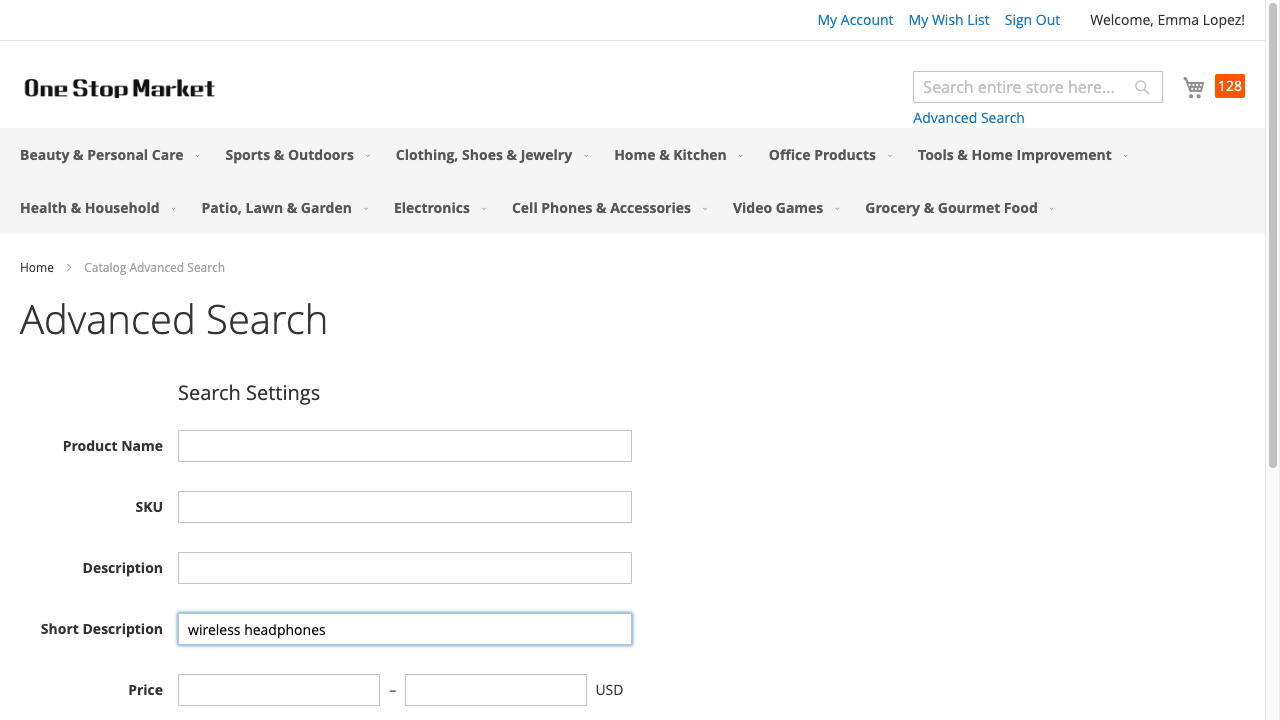 My Account My Wish List Sign Out Welcome, Emma Lopez!
One Stop Market
Search entire store here...
128
Advanced Search
Beauty & Personal Care Sports & Outdoors Clothing, Shoes & Jewelry Home & Kitchen Office Products Tools & Home Improvement
Health & Household Patio, Lawn & Garden Electronics Cell Phones & Accessories Video Games Grocery & Gourmet Food
Home Catalog Advanced Search
Advanced Search
Search Settings
Product Name
SKU
Description
Short Description wireless headphones
Price – USD